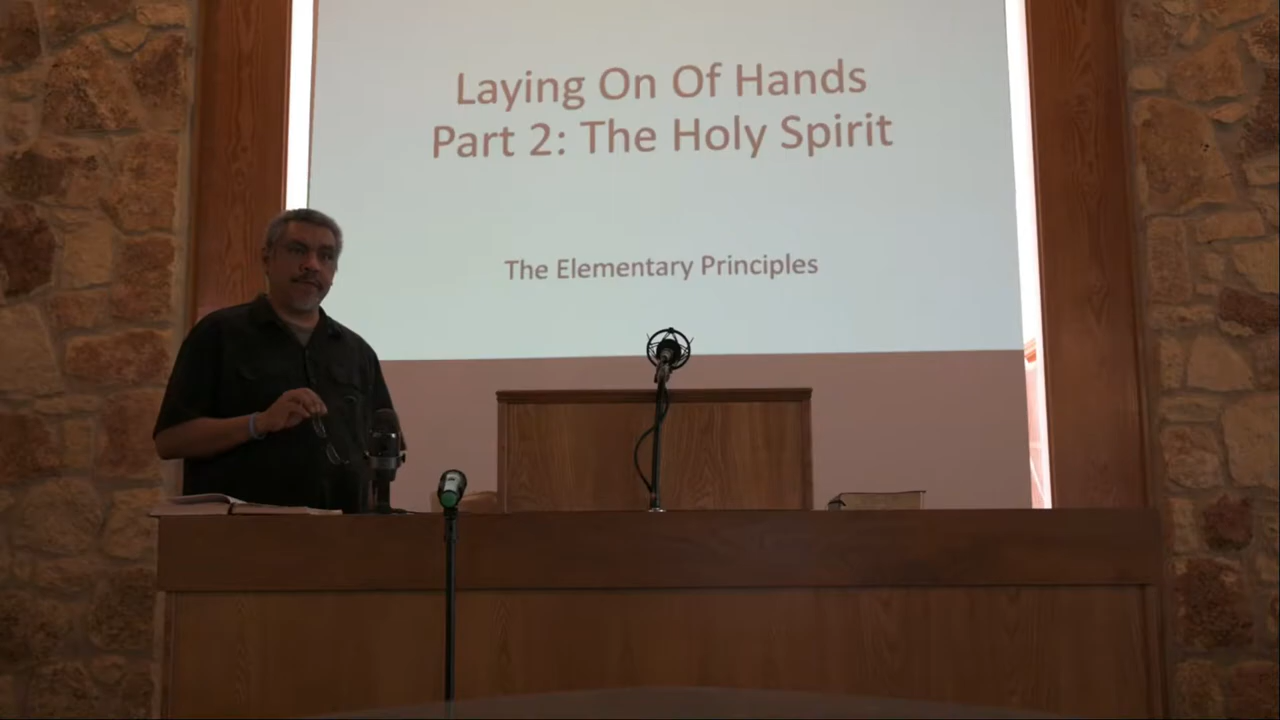 Laying On Of Hands
Part 2: The Holy Spirit
The Elementary Principles